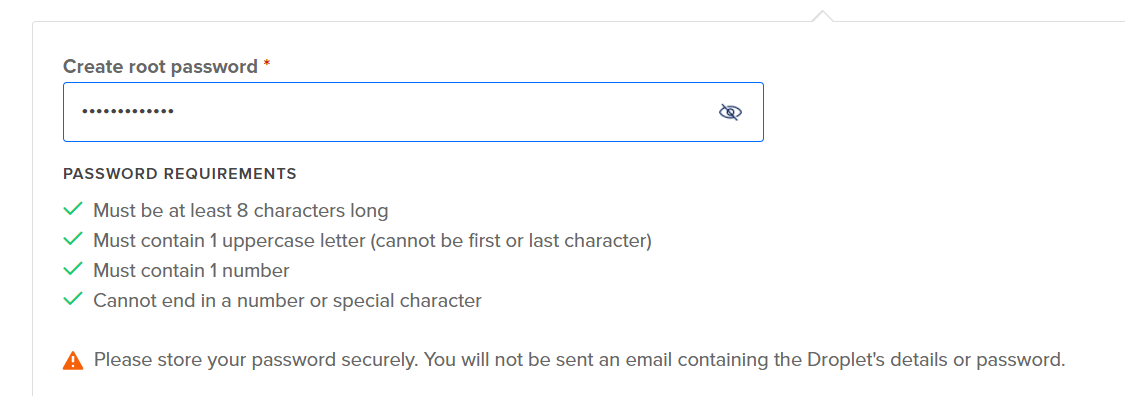 Create root password *
•••••••••••••
PASSWORD REQUIREMENTS
Must be at least 8 characters long
Must contain 1 uppercase letter (cannot be first or last character)
Must contain 1 number
Cannot end in a number or special character
Please store your password securely. You will not be sent an email containing the Droplet's details or password.